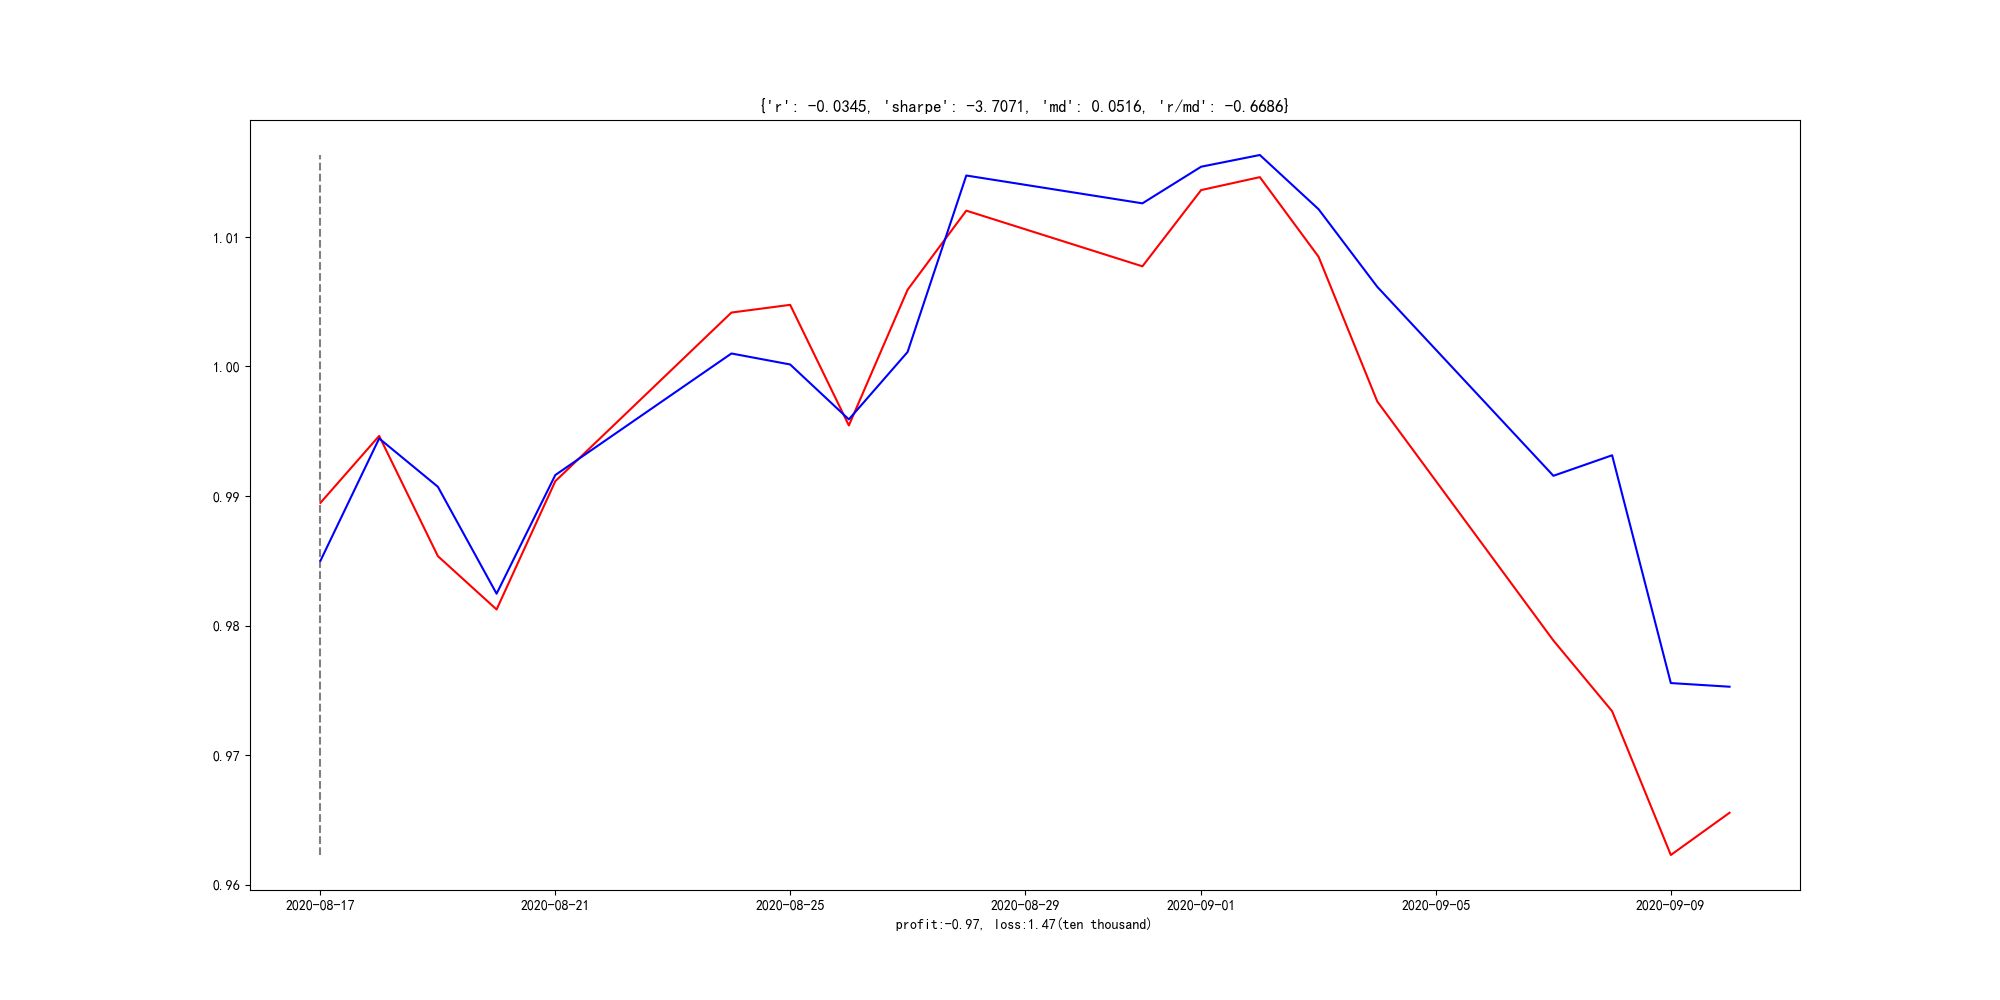 {'r': -0.0345, 'sharpe': -3.7071, 'md': 0.0516, 'r/md': -0.6686}
1.01
1.00
0.99
0.98
0.97
0.96
2020-08-17 2020-08-21 2020-08-25 2020-08-29 2020-09-01 2020-09-05 2020-09-09
profit:-0.97, loss:1.47(ten thousand)